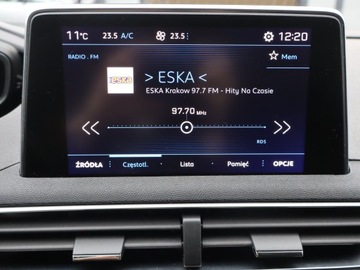 11°C 23.5 A/C 23.5 12:20
RADIO . FM
Mem
ESKA
> ESKA <
ESKA Krakow 97.7 FM - Hity Na Czasie
97.70 MHz
RDS
ŹRÓDŁA Częstotl. Lista Pamięć OPCJE